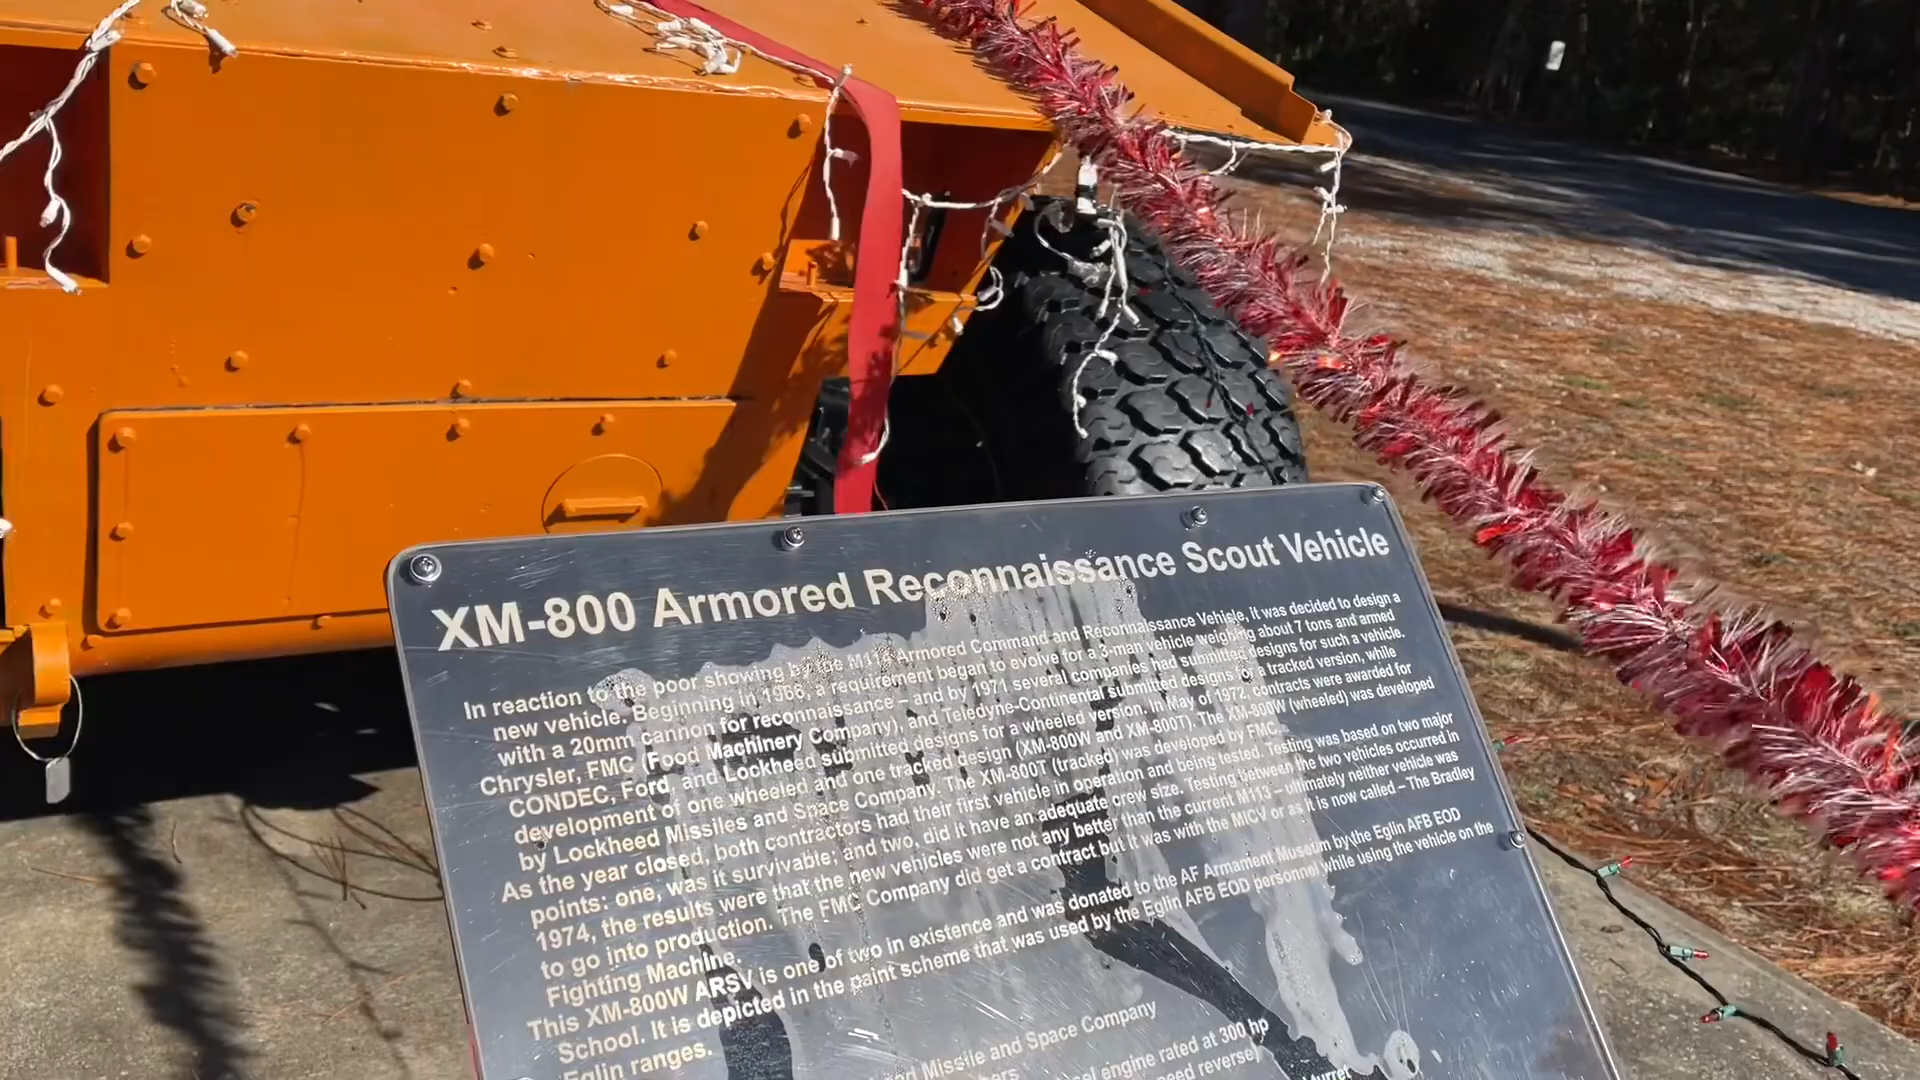 XM-800 Armored Reconnaissance Scout Vehicle
In reaction to the poor showing by the M114 Armored Command and Reconnaissance Vehicle, it was decided to design a
new vehicle. Beginning in 1966, a requirement began to evolve for a 3-man vehicle weighing about 7 tons and armed
with a 20mm cannon for reconnaissance – and by 1971 several companies had submitted designs for such a vehicle.
Chrysler, FMC (Food Machinery Company), and Teledyne-Continental submitted designs for a tracked version, while
CONDEC, Ford, and Lockheed submitted designs for a wheeled version. In May of 1972, contracts were awarded for
development of one wheeled and one tracked design (XM-800W and XM-800T). The XM-800W (wheeled) was developed
by Lockheed Missiles and Space Company. The XM-800T (tracked) was developed by FMC.
As the year closed, both contractors had their first vehicle in operation and being tested. Testing was based on two major
points: one, was it survivable; and two, did it have an adequate crew size. Testing between the two vehicles occurred in
1974, the results were that the new vehicles were not any better than the current M113 – ultimately neither vehicle was
to go into production. The FMC Company did get a contract but it was with the MICV or as it is now called – The Bradley
Fighting Machine.
This XM-800W ARSV is one of two in existence and was donated to the AF Armament Museum by the Eglin AFB EOD
School. It is depicted in the paint scheme that was used by the Eglin AFB EOD personnel while using the vehicle on the
Eglin ranges.
Missile and Space Company
engine rated at 300 hp
reverse)
turret